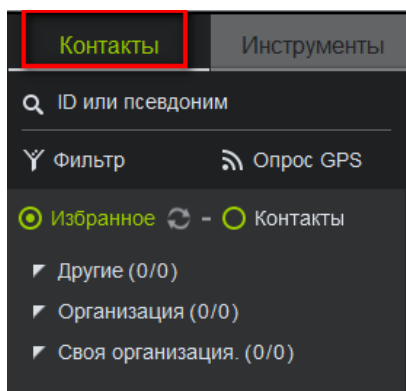 Контакты Инструменты
ID или псевдоним
Фильтр Опрос GPS
Избранное - Контакты
Другие (0/0)
Организация (0/0)
Своя организация. (0/0)